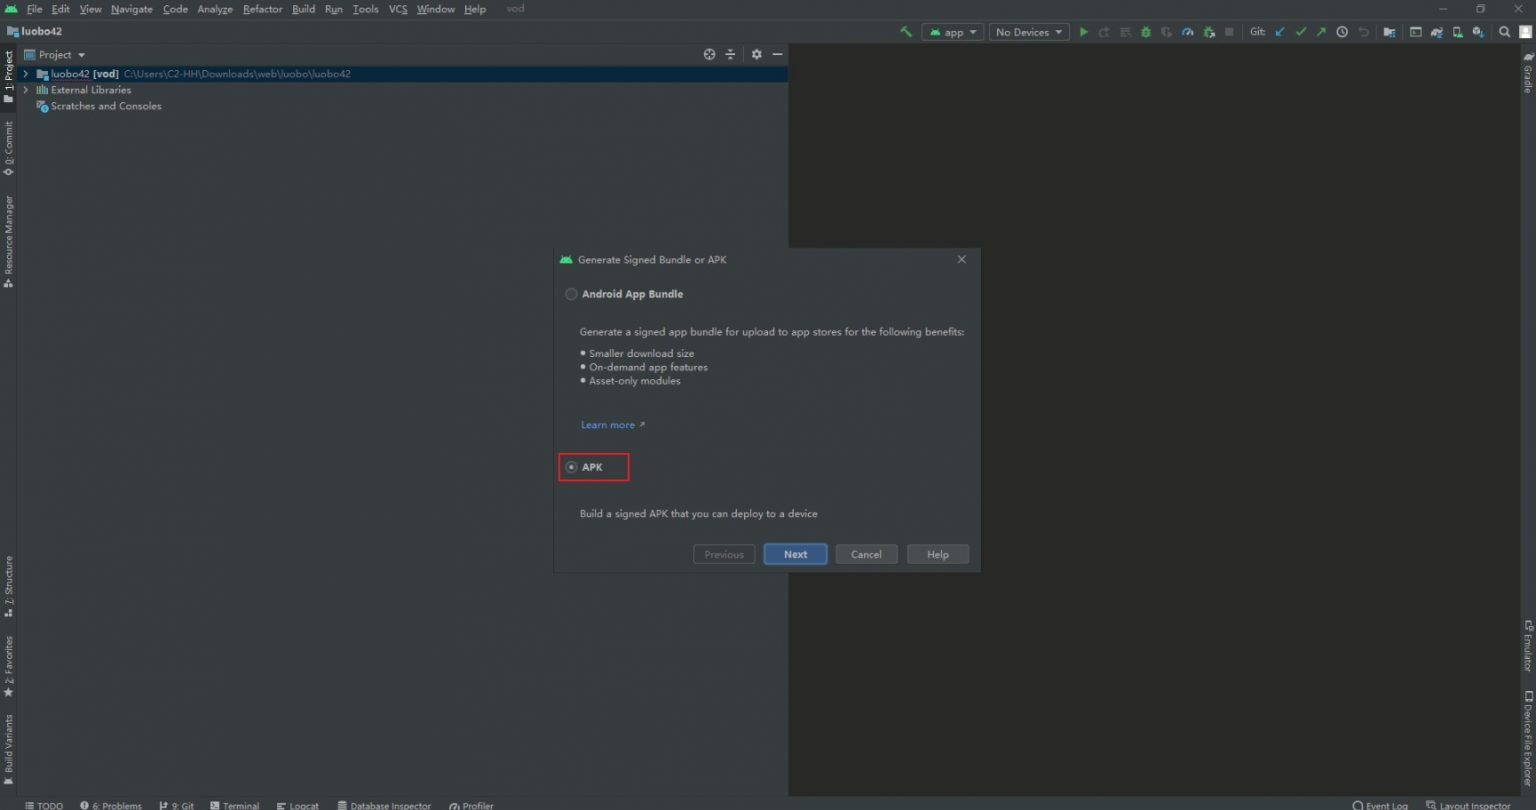 File Edit View Navigate Code Analyze Refactor Build Run Tools VCS Window Help vod
luobo42
app
No Devices
Git:
Project
luobo42 [vod] C:\Users\C2-HH\Downloads\web\luobo\luobo42
External Libraries
Scratches and Consoles
1: Project
0: Commit
Resource Manager
7: Structure
2: Favorites
Build Variants
Generate Signed Bundle or APK
Android App Bundle
Generate a signed app bundle for upload to app stores for the following benefits:
• Smaller download size
• On-demand app features
• Asset-only modules
Learn more ↗
APK
Build a signed APK that you can deploy to a device
Previous Next Cancel Help
Gradle
Emulator
Device File Explorer
TODO 6: Problems 9: Git Terminal Logcat Database Inspector Profiler Event Log Layout Inspector